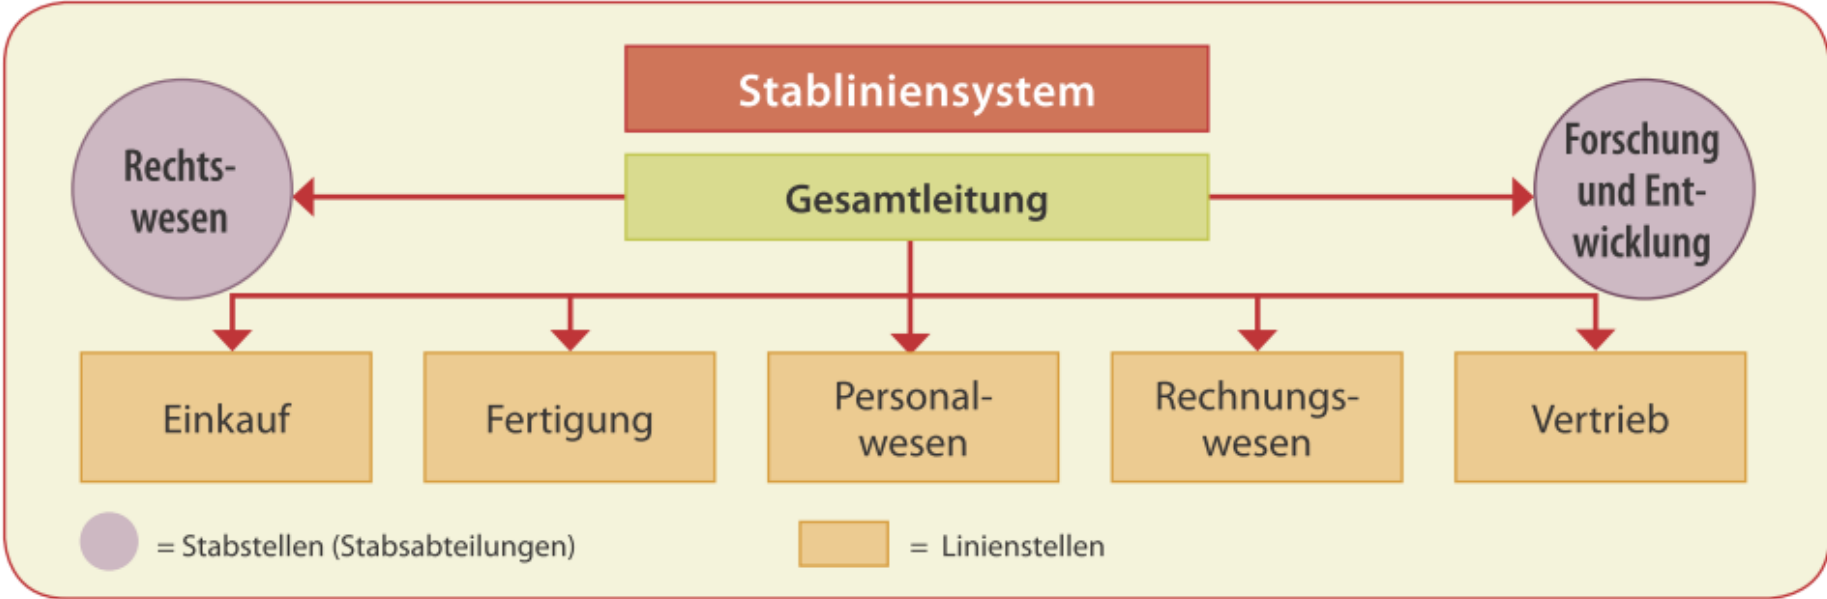 Stabliniensystem
Rechts-
wesen
Gesamtleitung
Forschung
und Ent-
wicklung
Einkauf
Fertigung
Personal-
wesen
Rechnungs-
wesen
Vertrieb
= Stabstellen (Stabsabteilungen)
= Linienstellen